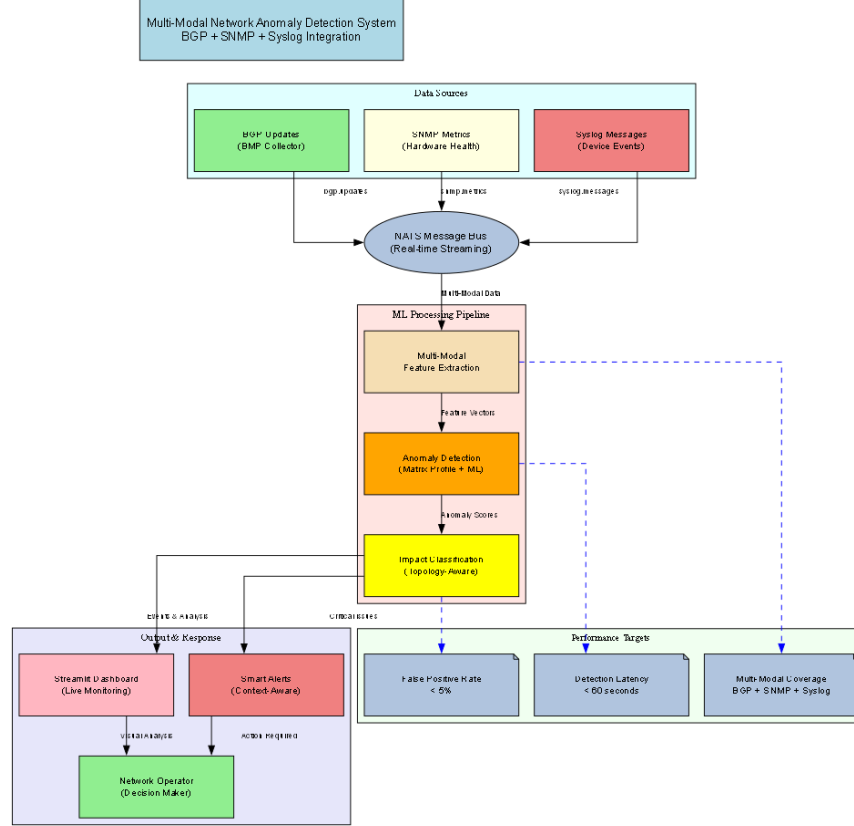 Multi-Modal Network Anomaly Detection System
BGP + SNMP + Syslog Integration
Data Sources
BGP Updates
(BMP Collector)
SNMP Metrics
(Hardware Health)
Syslog Messages
(Device Events)
bgp.updates
snmp.metrics
syslog.messages
NATS Message Bus
(Real-time Streaming)
Multi-Modal Data
ML Processing Pipeline
Multi-Modal
Feature Extraction
Feature Vectors
Anomaly Detection
(Matrix Profile + ML)
Anomaly Scores
Impact Classification
(Topology-Aware)
Events & Analysis
Critical Issues
Output & Response
Streamlit Dashboard
(Live Monitoring)
Smart Alerts
(Context-Aware)
Visual Analysis
Action Required
Network Operator
(Decision Maker)
Performance Targets
False Positive Rate
< 5%
Detection Latency
< 60 seconds
Multi-Modal Coverage
BGP + SNMP + Syslog